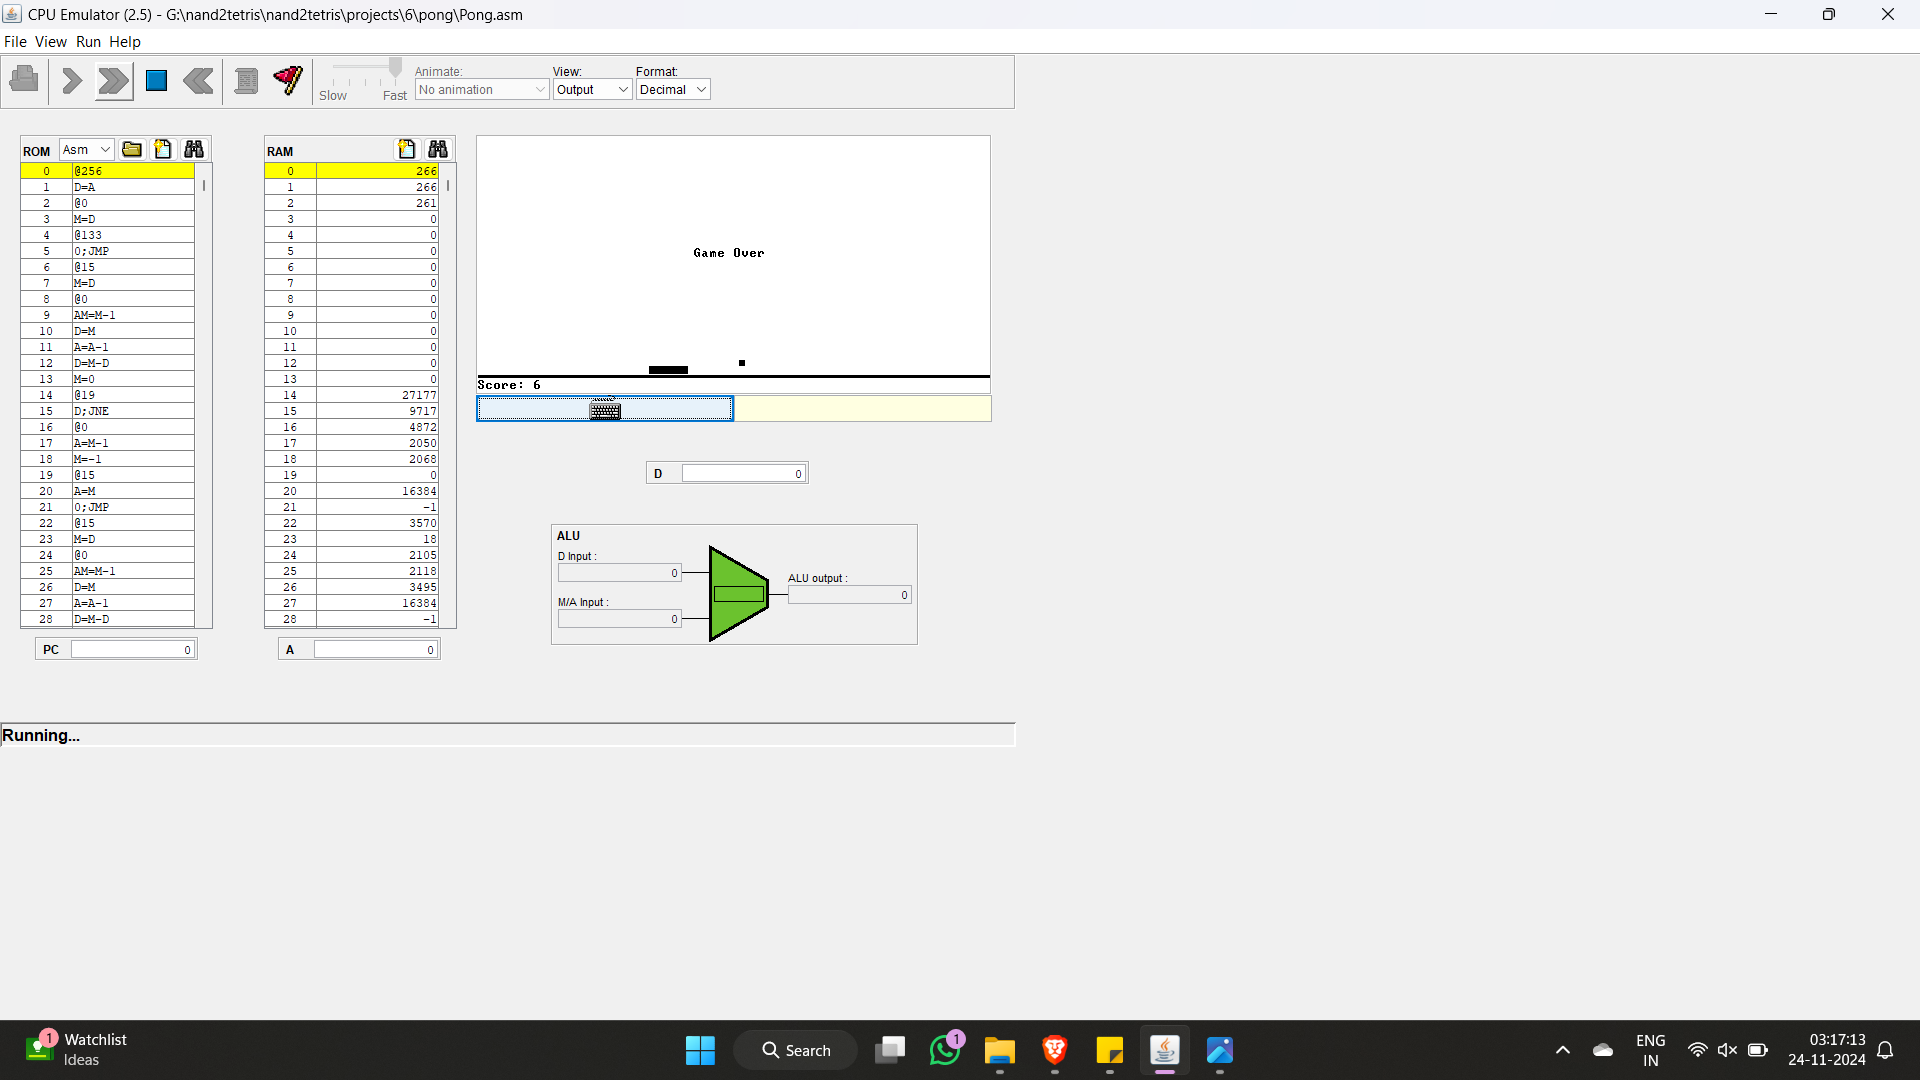 CPU Emulator (2.5) - G:\nand2tetris\nand2tetris\projects\6\pong\Pong.asm
File View Run Help
Slow Fast
Animate:
No animation
View:
Output
Format:
Decimal
ROM Asm
0 @256
1 D=A
2 @0
3 M=D
4 @133
5 0;JMP
6 @15
7 M=D
8 @0
9 AM=M-1
10 D=M
11 A=A-1
12 D=M-D
13 M=0
14 @19
15 D;JNE
16 @0
17 A=M-1
18 M=-1
19 @15
20 A=M
21 0;JMP
22 @15
23 M=D
24 @0
25 AM=M-1
26 D=M
27 A=A-1
28 D=M-D
PC 0
RAM
0 266
1 266
2 261
3 0
4 0
5 0
6 0
7 0
8 0
9 0
10 0
11 0
12 0
13 0
14 27177
15 9717
16 4872
17 2050
18 2068
19 0
20 16384
21 -1
22 3570
23 18
24 2105
25 2118
26 3495
27 16384
28 -1
A 0
Game Over
Score: 6
D 0
ALU
D Input :
0
M/A Input :
0
ALU output :
0
Running...
1
Watchlist
Ideas
Search
1
ENG
IN
03:17:13
24-11-2024